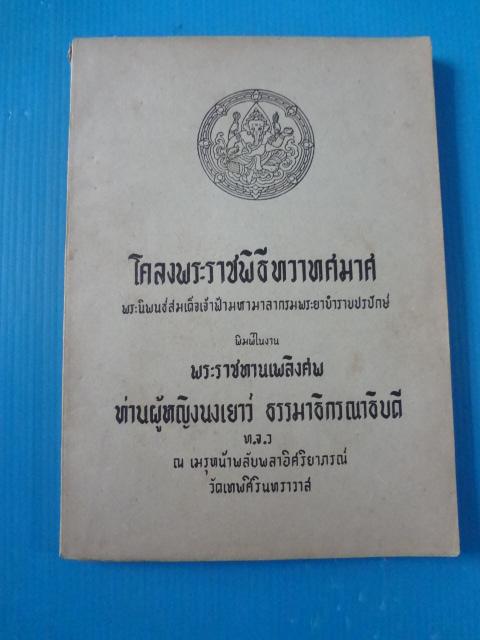 โคลงพระราชพิธีทวาทศมาศ
พระนิพนธ์สมเด็จเจ้าฟ้ามหามาลากรมพระยาบำราบปรปักษ์
พิมพ์ในงาน
พระราชทานเพลิงศพ
ท่านผู้หญิงนงเยาว์ ธรรมาธิกรณาธิบดี
ท.จ.ว
ณ เมรุหน้าพลับพลาอิศริยาภรณ์
วัดเทพศิรินทราวาส